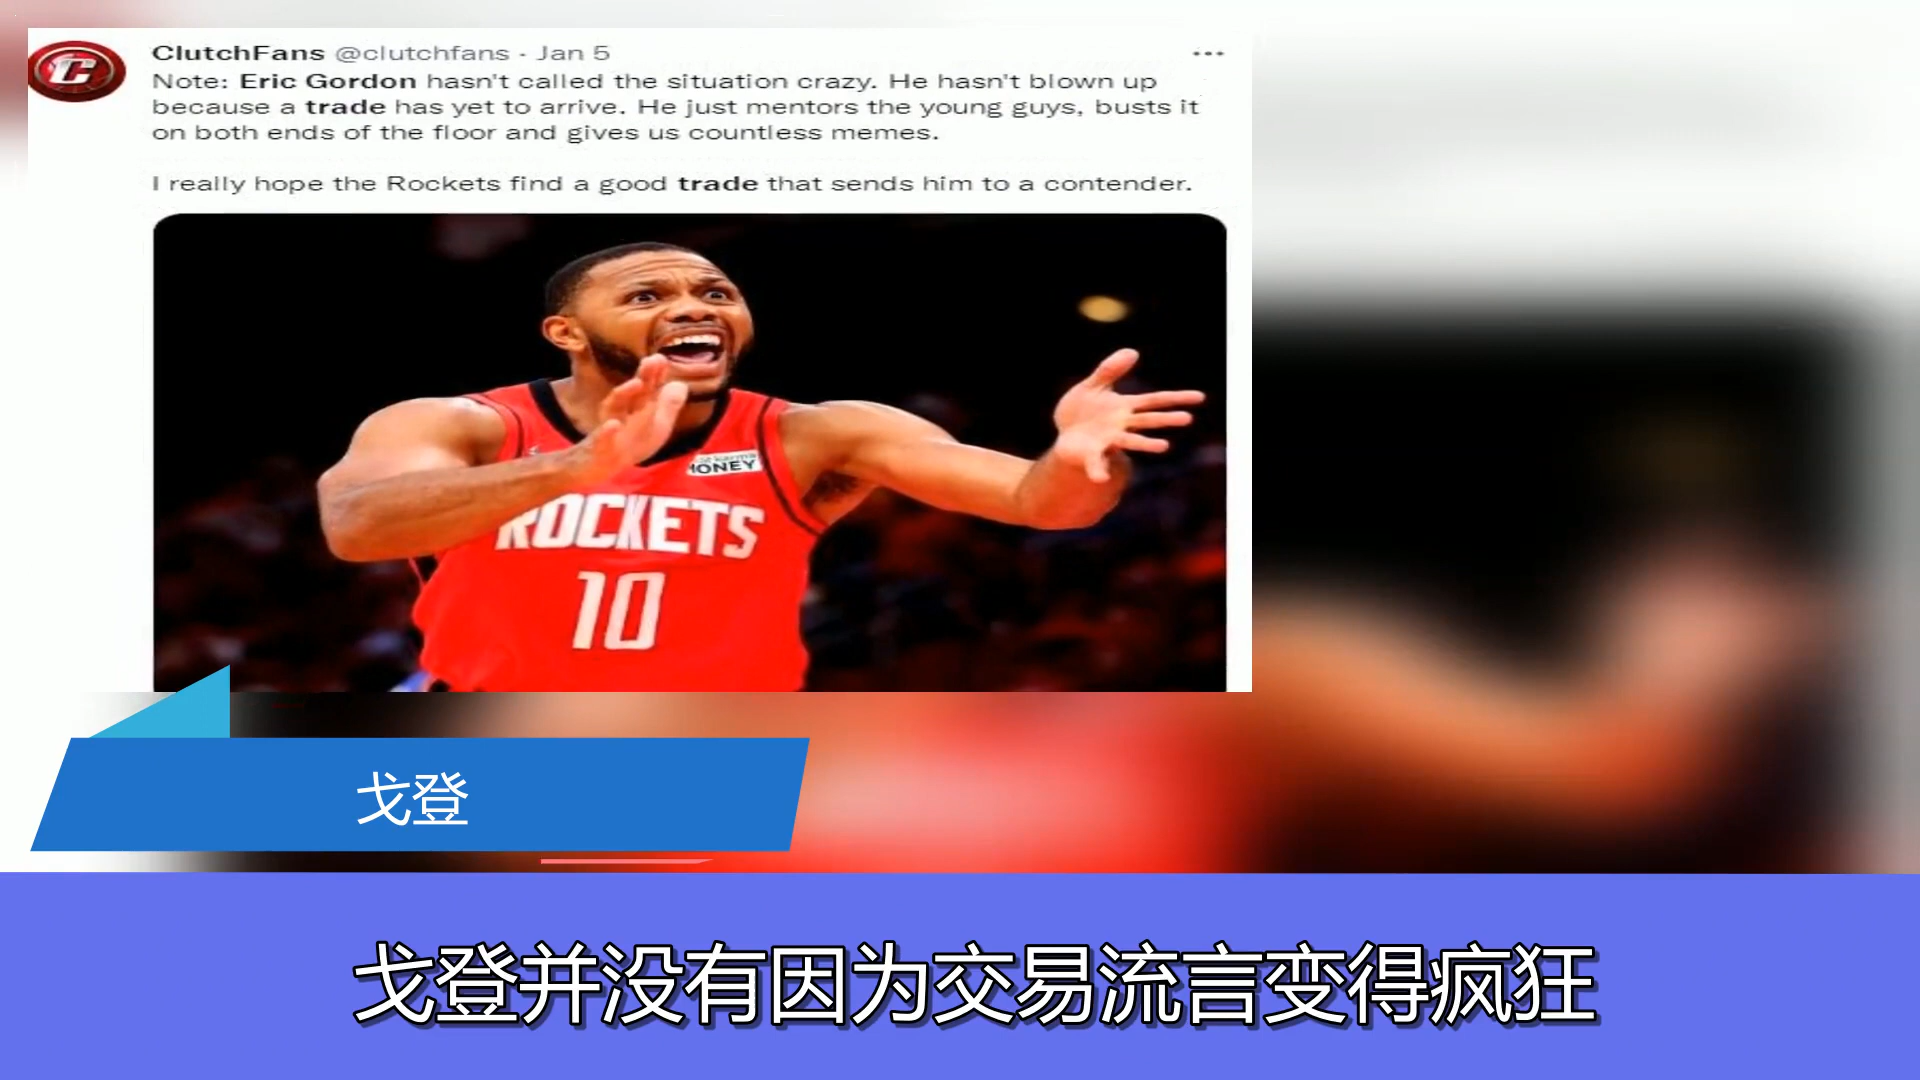 ClutchFans @clutchfans · Jan 5
Note: Eric Gordon hasn't called the situation crazy. He hasn't blown up
because a trade has yet to arrive. He just mentors the young guys, busts it
on both ends of the floor and gives us countless memes.
I really hope the Rockets find a good trade that sends him to a contender.
MONEY
ROCKETS
10
戈登
戈登并没有因为交易流言变得疯狂